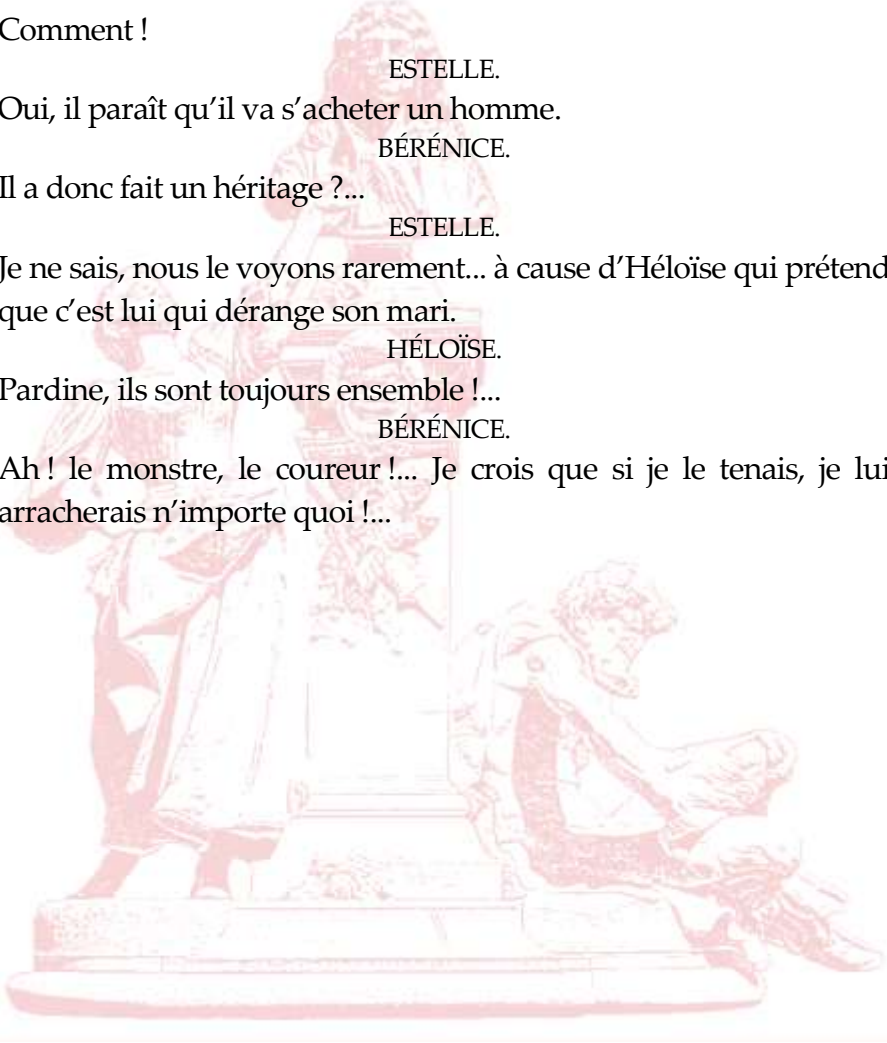 Comment !
ESTELLE.
Oui, il paraît qu’il va s’acheter un homme.
BÉRÉNICE.
Il a donc fait un héritage ?...
ESTELLE.
Je ne sais, nous le voyons rarement... à cause d’Héloïse qui prétend
que c’est lui qui dérange son mari.
HÉLOÏSE.
Pardine, ils sont toujours ensemble !...
BÉRÉNICE.
Ah ! le monstre, le coureur !... Je crois que si je le tenais, je lui
arracherais n’importe quoi !...